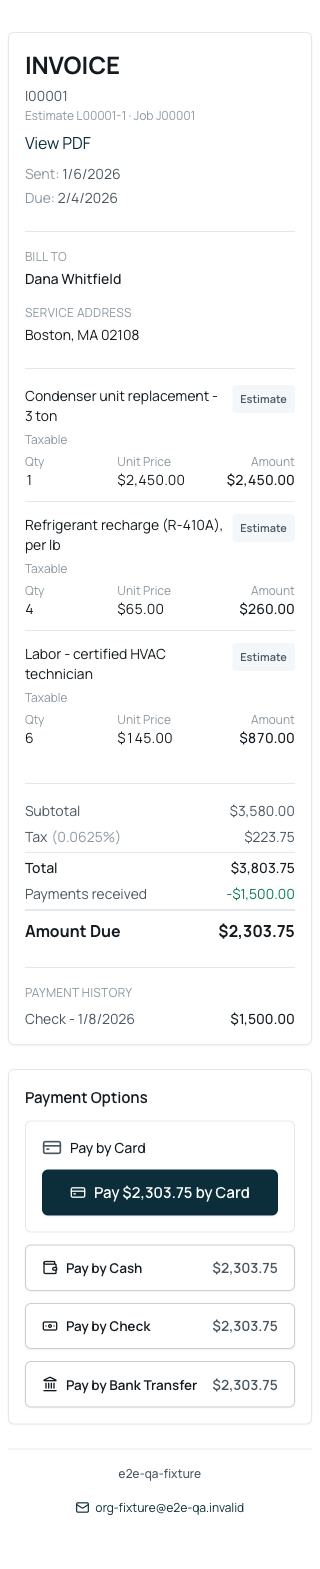 INVOICE
I00001
Estimate L00001-1 · Job J00001
View PDF
Sent: 1/6/2026
Due: 2/4/2026
BILL TO
Dana Whitfield
SERVICE ADDRESS
Boston, MA 02108
Condenser unit replacement - Estimate
3 ton
Taxable
Qty Unit Price Amount
1 $2,450.00 $2,450.00
Refrigerant recharge (R-410A), Estimate
per lb
Taxable
Qty Unit Price Amount
4 $65.00 $260.00
Labor - certified HVAC Estimate
technician
Taxable
Qty Unit Price Amount
6 $145.00 $870.00
Subtotal $3,580.00
Tax (0.0625%) $223.75
Total $3,803.75
Payments received -$1,500.00
Amount Due $2,303.75
PAYMENT HISTORY
Check - 1/8/2026 $1,500.00
Payment Options
Pay by Card
Pay $2,303.75 by Card
Pay by Cash $2,303.75
Pay by Check $2,303.75
Pay by Bank Transfer $2,303.75
e2e-qa-fixture
org-fixture@e2e-qa.invalid